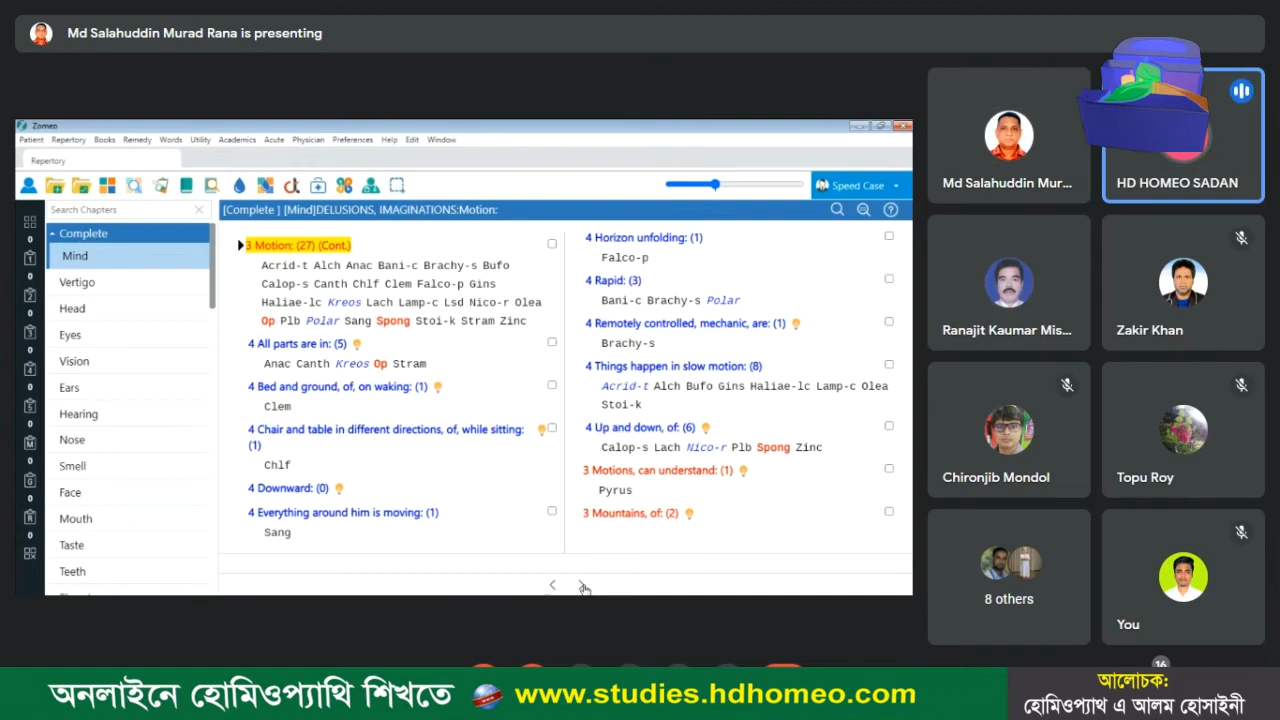 Md Salahuddin Murad Rana is presenting
Zomeo
Patient Repertory Books Remedy Words Utility Academics Acute Physician Preferences Help Edit Window
Repertory
Speed Case
Search Chapters
[Complete ] [Mind]DELUSIONS, IMAGINATIONS:Motion:
Complete
Mind
Vertigo
Head
Eyes
Vision
Ears
Hearing
Nose
Smell
Face
Mouth
Taste
Teeth
3 Motion: (27) (Cont.)
Acrid-t Alch Anac Bani-c Brachy-s Bufo
Calop-s Canth Chlf Clem Falco-p Gins
Haliae-lc Kreos Lach Lamp-c Lsd Nico-r Olea
Op Plb Polar Sang Spong Stoi-k Stram Zinc
4 All parts are in: (5)
Anac Canth Kreos Op Stram
4 Bed and ground, of, on waking: (1)
Clem
4 Chair and table in different directions, of, while sitting:
(1)
Chlf
4 Downward: (0)
4 Everything around him is moving: (1)
Sang
4 Horizon unfolding: (1)
Falco-p
4 Rapid: (3)
Bani-c Brachy-s Polar
4 Remotely controlled, mechanic, are: (1)
Brachy-s
4 Things happen in slow motion: (8)
Acrid-t Alch Bufo Gins Haliae-lc Lamp-c Olea
Stoi-k
4 Up and down, of: (6)
Calop-s Lach Nico-r Plb Spong Zinc
3 Motions, can understand: (1)
Pyrus
3 Mountains, of: (2)
Md Salahuddin Mur...
HD HOMEO SADAN
Ranajit Kaumar Mis...
Zakir Khan
Chironjib Mondol
Topu Roy
8 others
You
16
অনলাইনে হোমিওপ্যাথি শিখতে www.studies.hdhomeo.com
আলোচক:
হোমিওপ্যাথ এ আলম হোসাইনী